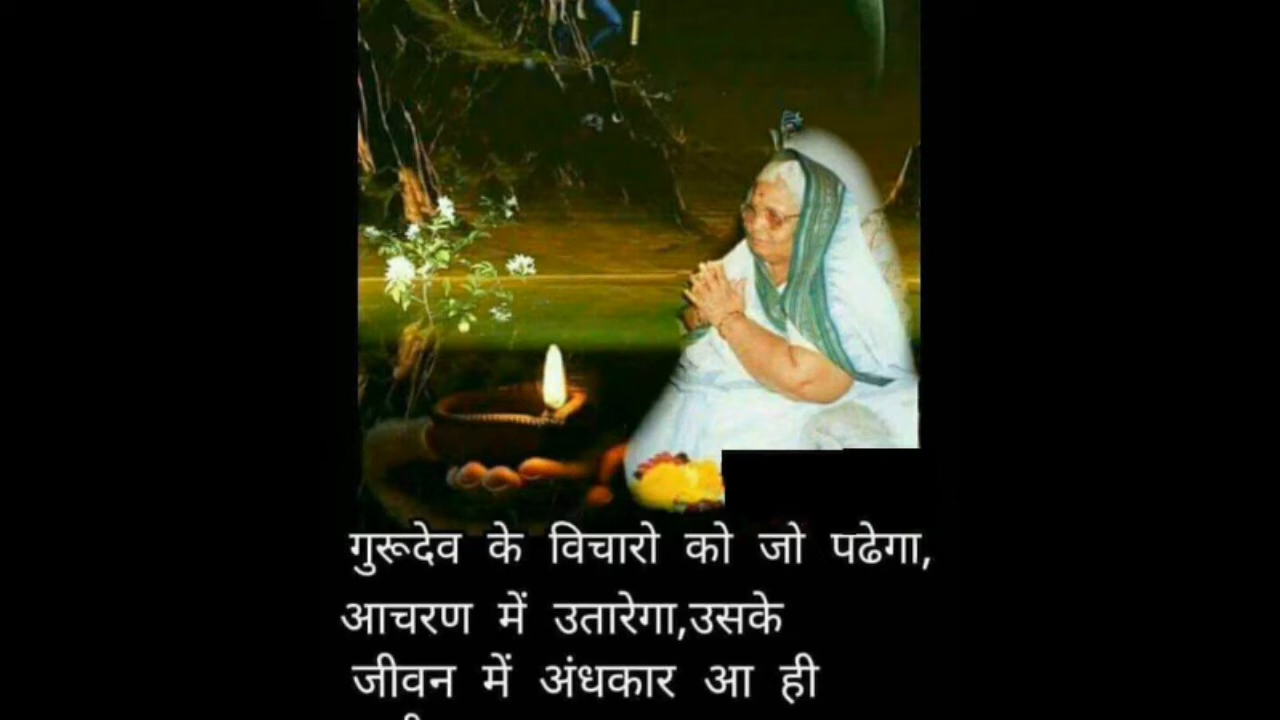 गुरूदेव के विचारो को जो पढेगा,
आचरण में उतारेगा,उसके
जीवन में अंधकार आ ही